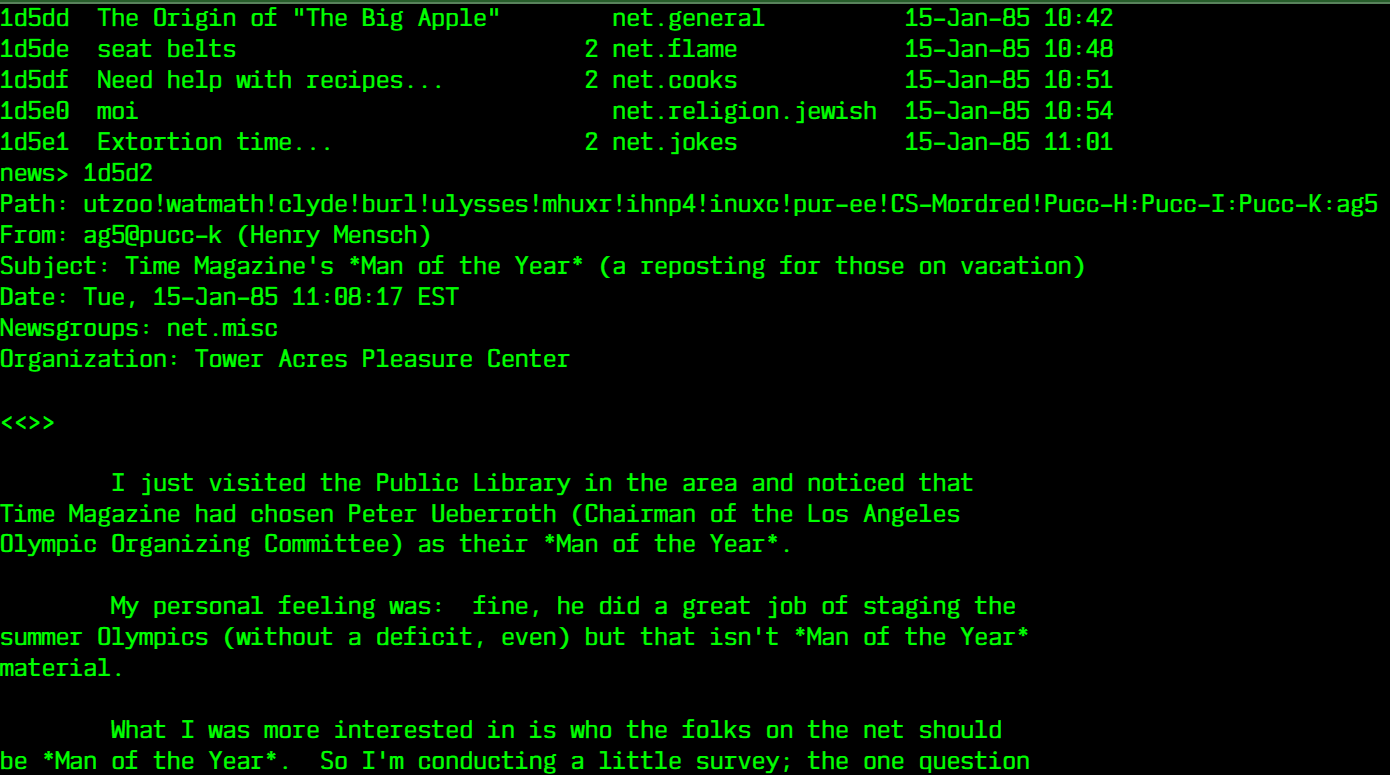 1d5dd  The Origin of "The Big Apple"        net.general          15-Jan-85 10:42
1d5de  seat belts                         2 net.flame            15-Jan-85 10:48
1d5df  Need help with recipes...          2 net.cooks            15-Jan-85 10:51
1d5e0  moi                                  net.religion.jewish  15-Jan-85 10:54
1d5e1  Extortion time...                  2 net.jokes            15-Jan-85 11:01
news> 1d5d2
Path: utzoo!watmath!clyde!burl!ulysses!mhuxr!ihnp4!inuxc!pur-ee!CS-Mordred!Pucc-H:Pucc-I:Pucc-K:ag5
From: ag5@pucc-k (Henry Mensch)
Subject: Time Magazine's *Man of the Year* (a reposting for those on vacation)
Date: Tue, 15-Jan-85 11:08:17 EST
Newsgroups: net.misc
Organization: Tower Acres Pleasure Center

<<>>

        I just visited the Public Library in the area and noticed that
Time Magazine had chosen Peter Ueberroth (Chairman of the Los Angeles
Olympic Organizing Committee) as their *Man of the Year*.

        My personal feeling was:  fine, he did a great job of staging the
summer Olympics (without a deficit, even) but that isn't *Man of the Year*
material.

        What I was more interested in is who the folks on the net should
be *Man of the Year*.  So I'm conducting a little survey; the one question